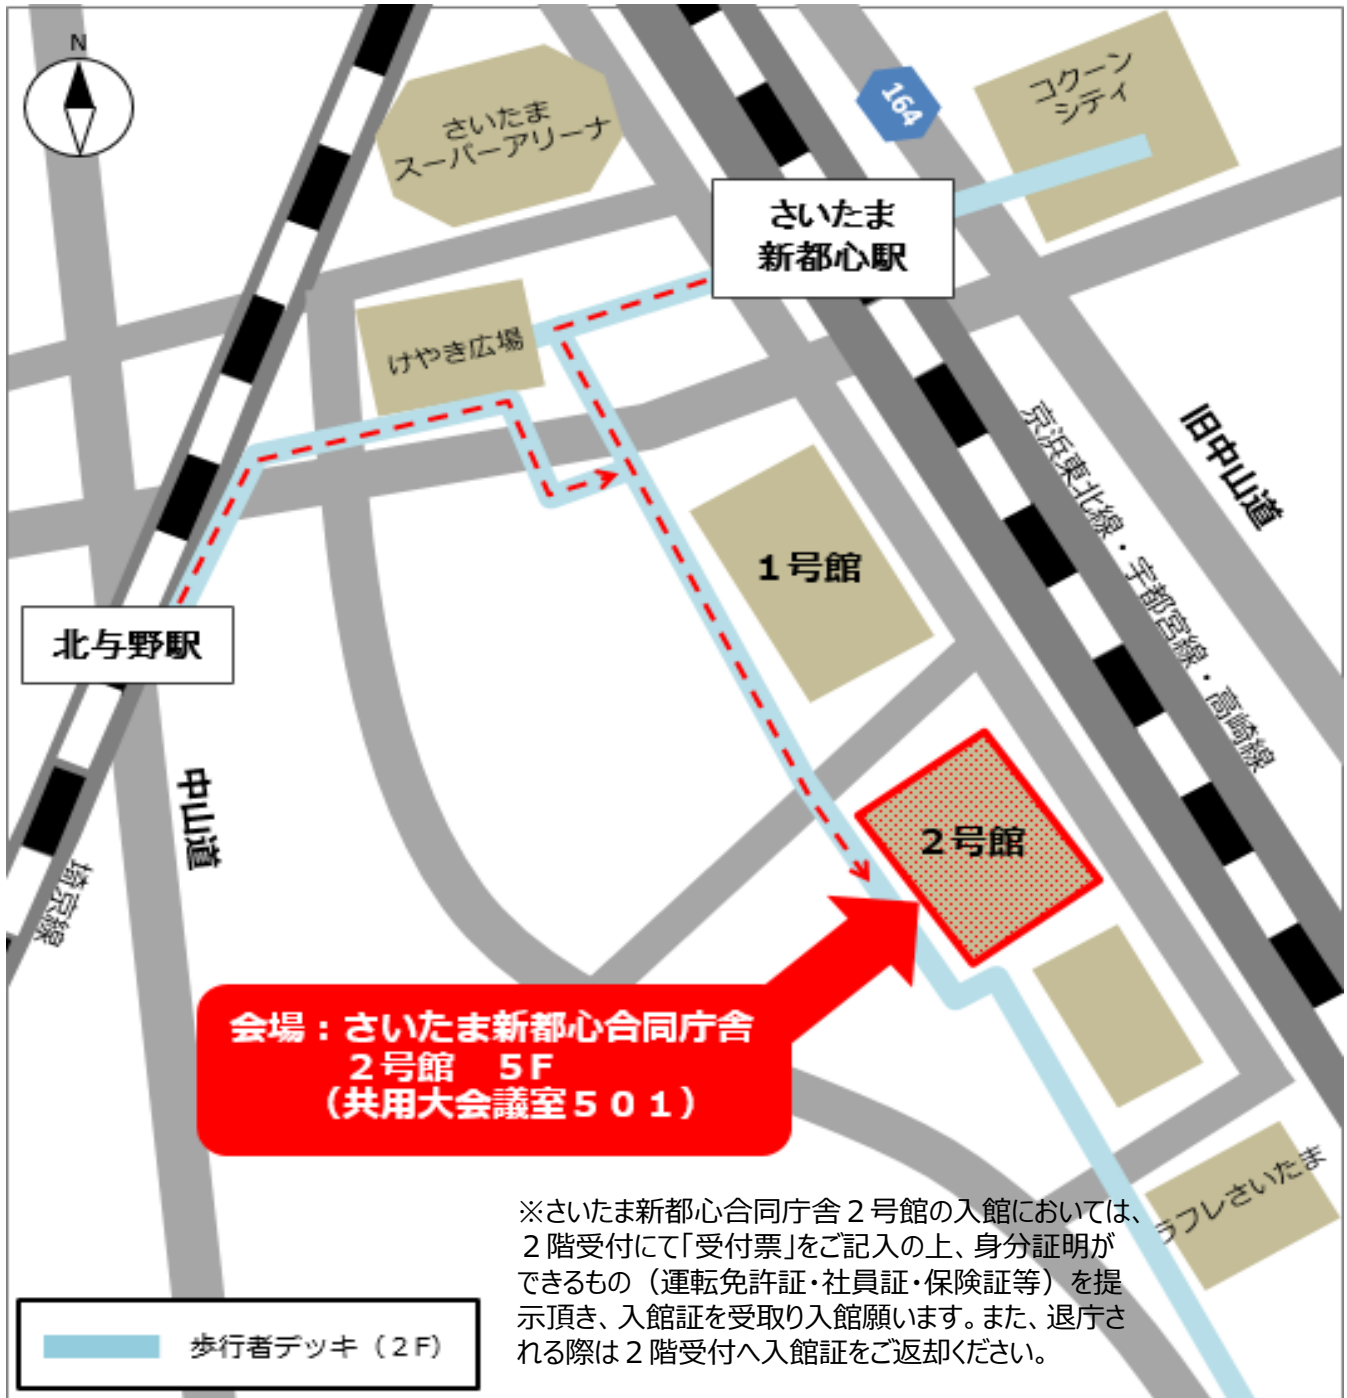 N
さいたま
スーパーアリーナ
164
コクーン
シティ
さいたま
新都心駅
けやき広場
京浜東北線・宇都宮線・高崎線
旧中山道
1号館
北与野駅
中山道
埼京線
2号館
会場：さいたま新都心合同庁舎
2号館　5F
（共用大会議室501）
ラフレさいたま
※さいたま新都心合同庁舎2号館の入館においては、
2階受付にて「受付票」をご記入の上、身分証明が
できるもの（運転免許証・社員証・保険証等）を提
示頂き、入館証を受取り入館願います。また、退庁さ
れる際は2階受付へ入館証をご返却ください。
歩行者デッキ（2F）